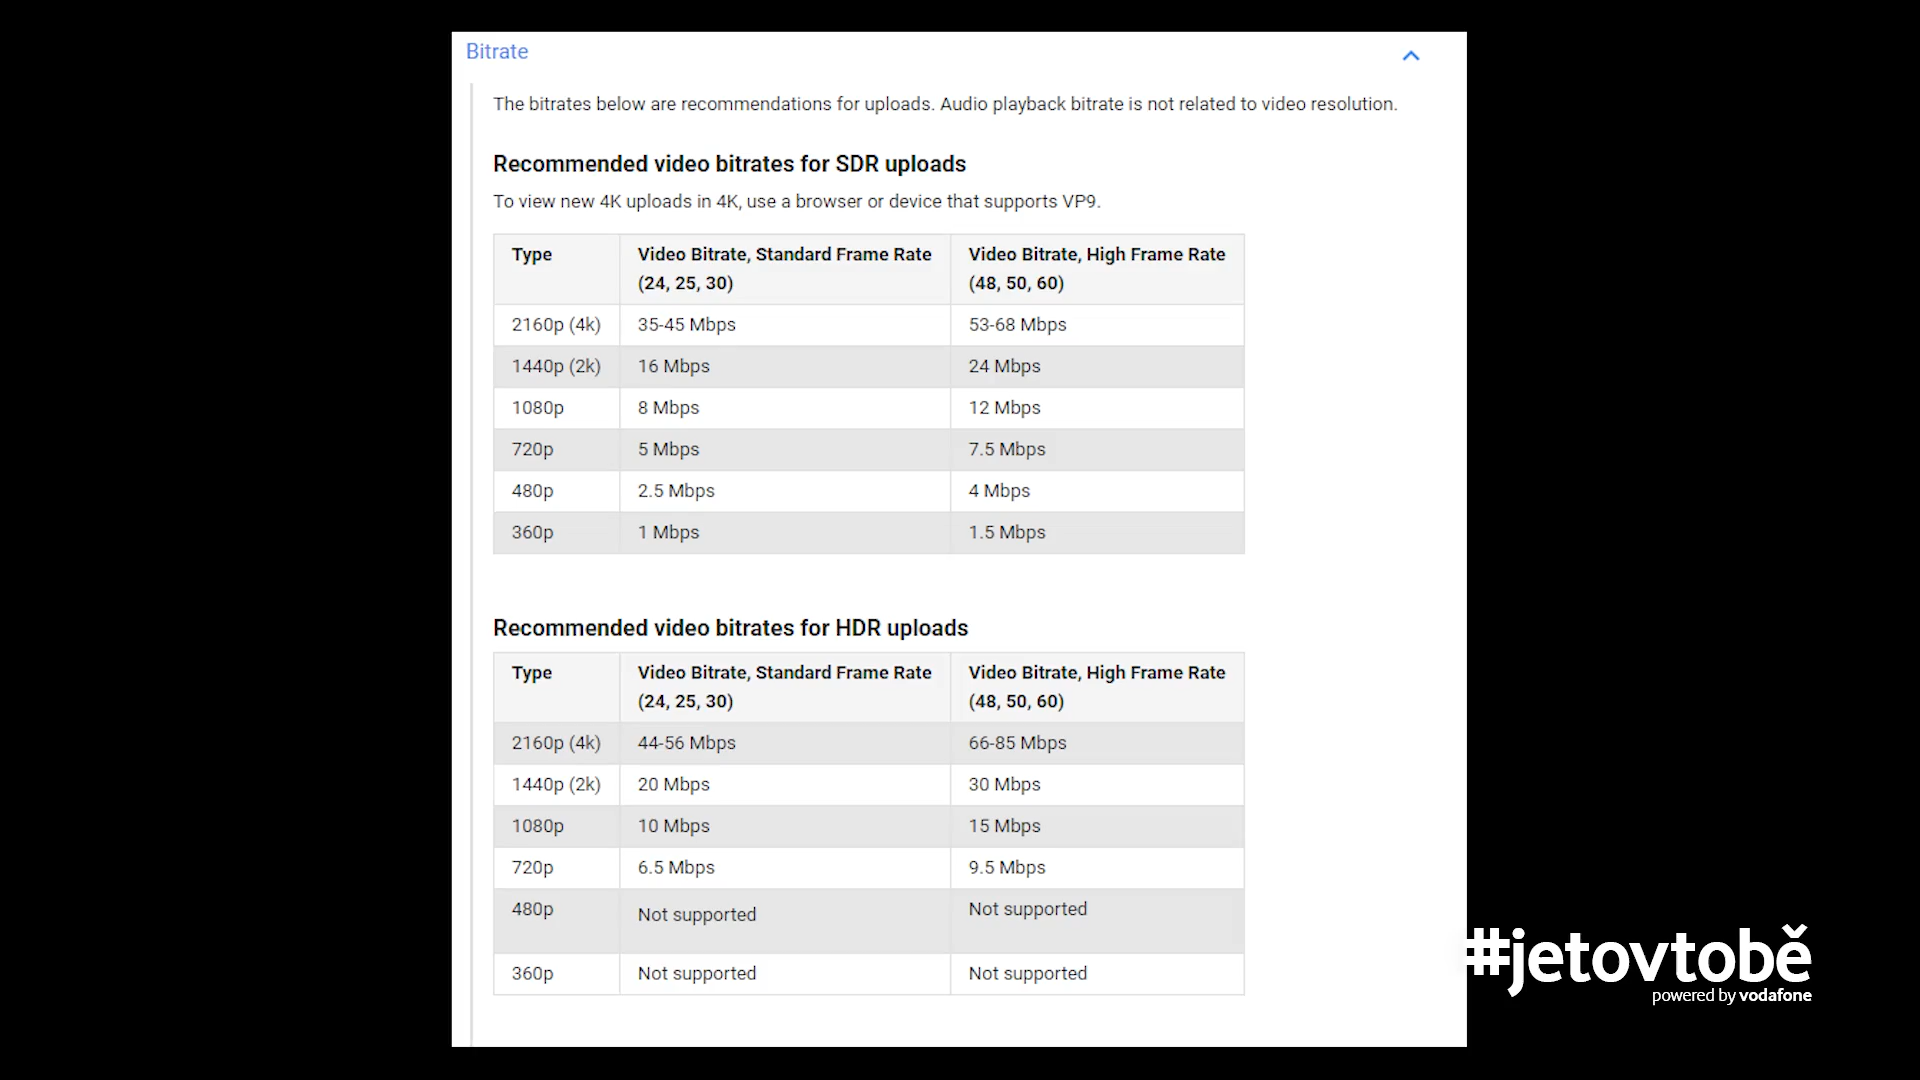 Bitrate
The bitrates below are recommendations for uploads. Audio playback bitrate is not related to video resolution.
Recommended video bitrates for SDR uploads
To view new 4K uploads in 4K, use a browser or device that supports VP9.
Type Video Bitrate, Standard Frame Rate (24, 25, 30) Video Bitrate, High Frame Rate (48, 50, 60)
2160p (4k) 35-45 Mbps 53-68 Mbps
1440p (2k) 16 Mbps 24 Mbps
1080p 8 Mbps 12 Mbps
720p 5 Mbps 7.5 Mbps
480p 2.5 Mbps 4 Mbps
360p 1 Mbps 1.5 Mbps
Recommended video bitrates for HDR uploads
Type Video Bitrate, Standard Frame Rate (24, 25, 30) Video Bitrate, High Frame Rate (48, 50, 60)
2160p (4k) 44-56 Mbps 66-85 Mbps
1440p (2k) 20 Mbps 30 Mbps
1080p 10 Mbps 15 Mbps
720p 6.5 Mbps 9.5 Mbps
480p Not supported Not supported
360p Not supported Not supported
#jetovtobě
powered by vodafone